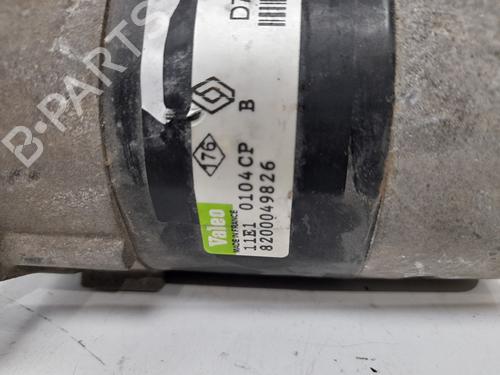 D7
176
B
Valeo
MADE IN FRANCE
11E1 0104CP
8200049826
B-PARTS